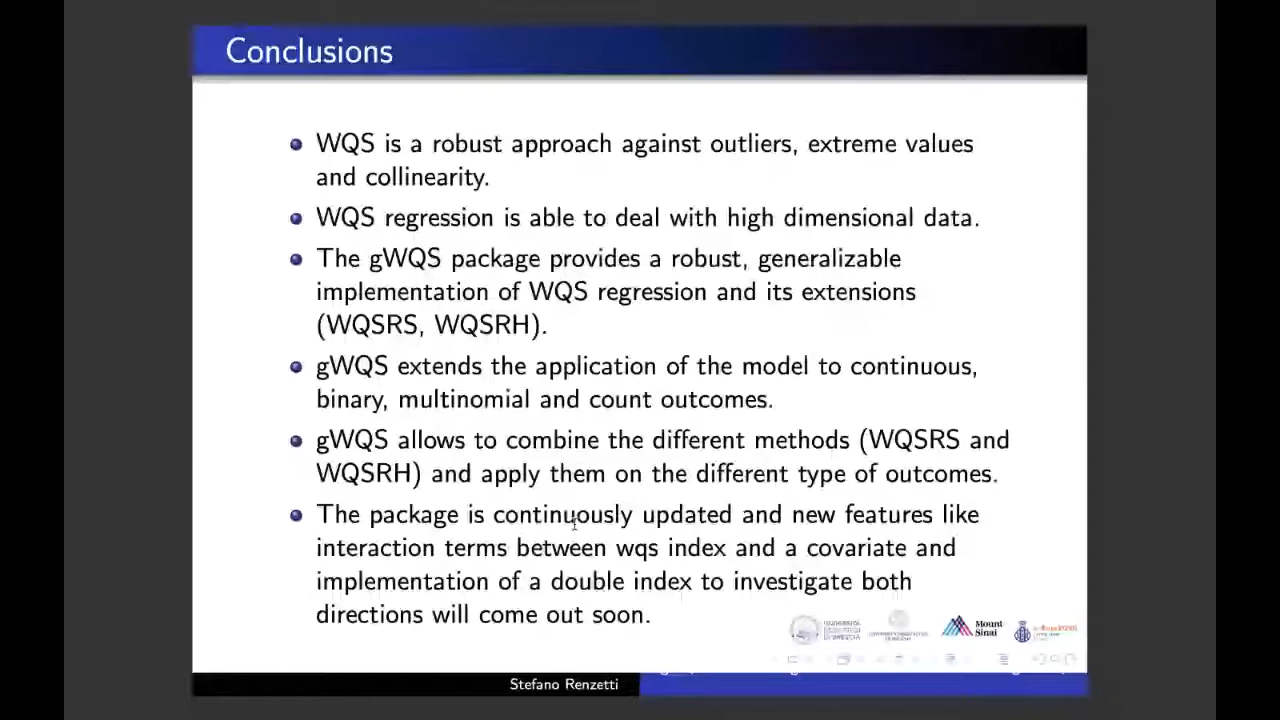 Conclusions
WQS is a robust approach against outliers, extreme values
and collinearity.
WQS regression is able to deal with high dimensional data.
The gWQS package provides a robust, generalizable
implementation of WQS regression and its extensions
(WQSRS, WQSRH).
gWQS extends the application of the model to continuous,
binary, multinomial and count outcomes.
gWQS allows to combine the different methods (WQSRS and
WQSRH) and apply them on the different type of outcomes.
The package is continuously updated and new features like
interaction terms between wqs index and a covariate and
implementation of a double index to investigate both
directions will come out soon.
Mount
Sinai
Stefano Renzetti